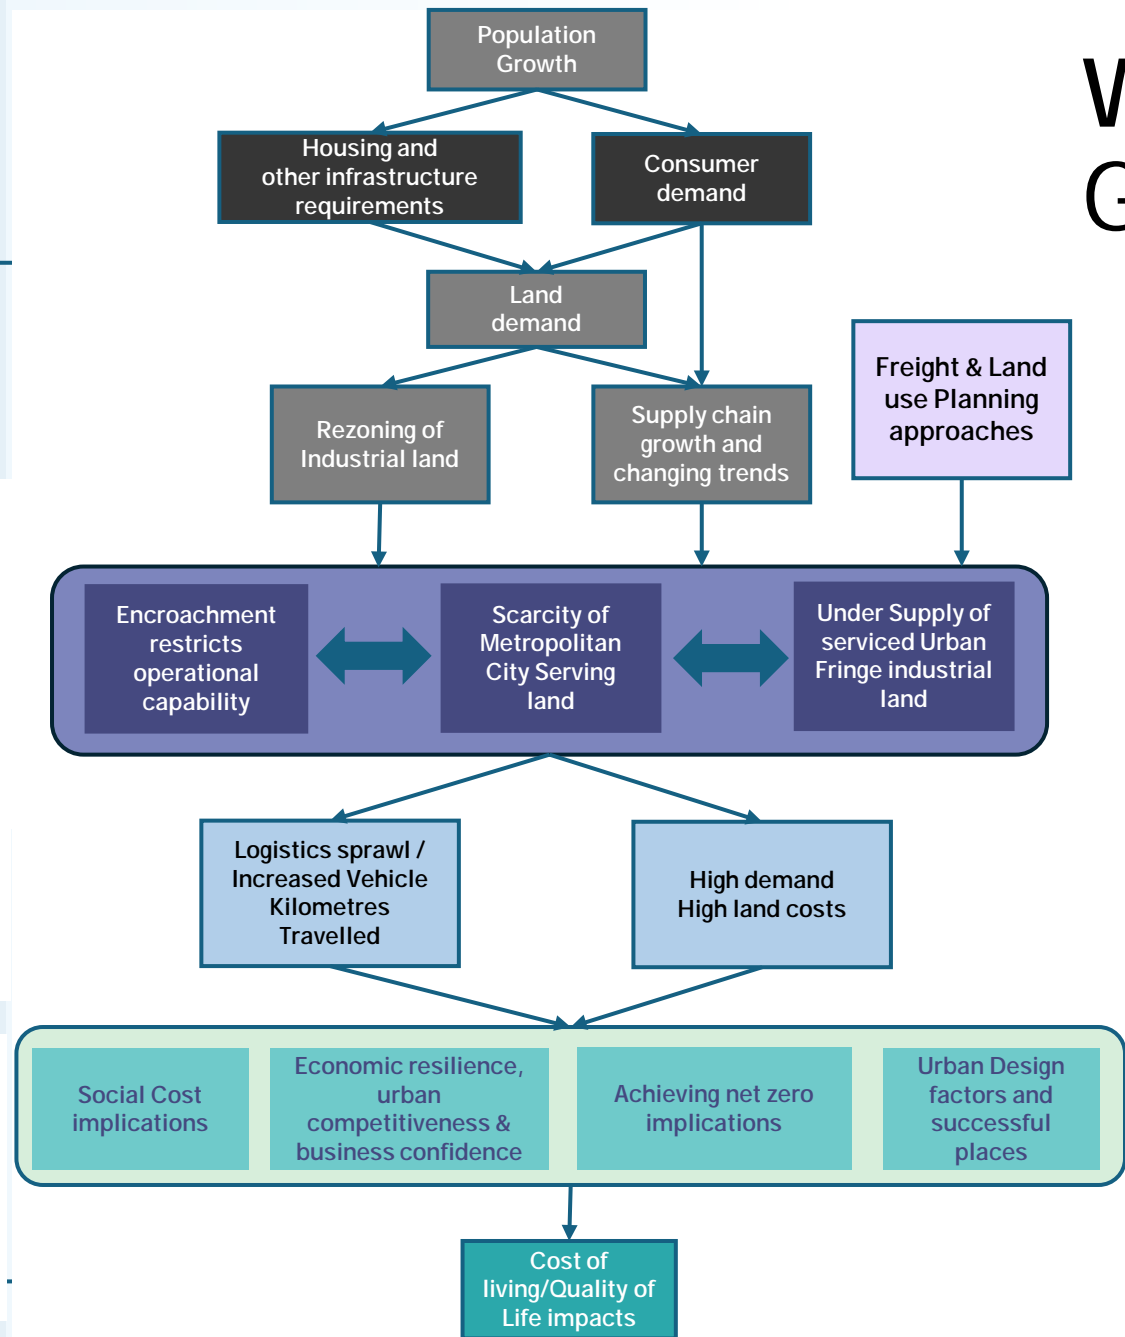 Population
Growth
W
G
Housing and
other infrastructure
requirements
Consumer
demand
Land
demand
Freight & Land
use Planning
approaches
Rezoning of
Industrial land
Supply chain
growth and
changing trends
Encroachment
restricts
operational
capability
Scarcity of
Metropolitan
City Serving
land
Under Supply of
serviced Urban
Fringe industrial
land
Logistics sprawl /
Increased Vehicle
Kilometres
Travelled
High demand
High land costs
Social Cost
implications
Economic resilience,
urban
competitiveness &
business confidence
Achieving net zero
implications
Urban Design
factors and
successful
places
Cost of
living/Quality of
Life impacts